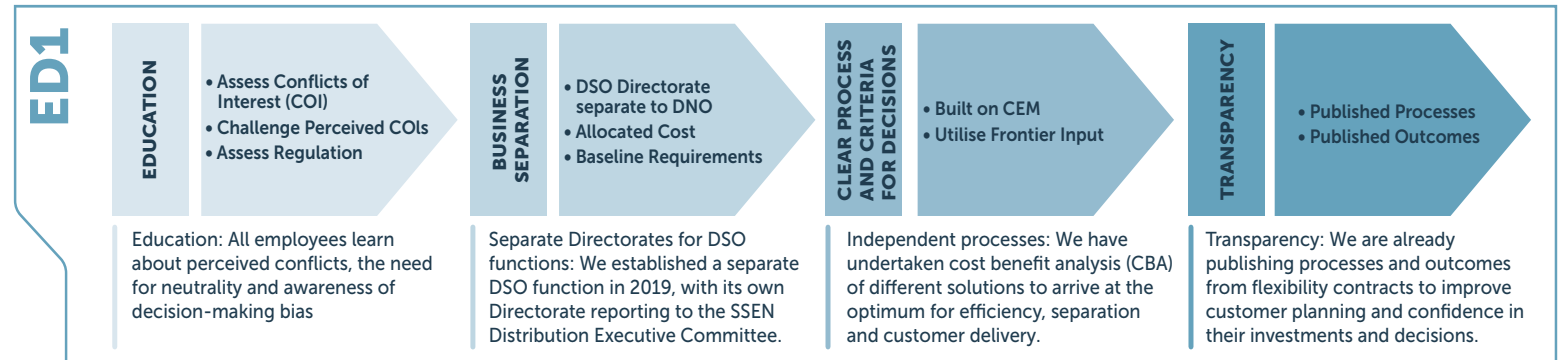 ED1
EDUCATION
• Assess Conflicts of
Interest (COI)
• Challenge Perceived COIs
• Assess Regulation
Education: All employees learn
about perceived conflicts, the need
for neutrality and awareness of
decision-making bias
BUSINESS
SEPARATION
• DSO Directorate
separate to DNO
• Allocated Cost
• Baseline Requirements
Separate Directorates for DSO
functions: We established a separate
DSO function in 2019, with its own
Directorate reporting to the SSEN
Distribution Executive Committee.
CLEAR PROCESS
AND CRITERIA
FOR DECISIONS
• Built on CEM
• Utilise Frontier Input
Independent processes: We have
undertaken cost benefit analysis (CBA)
of different solutions to arrive at the
optimum for efficiency, separation
and customer delivery.
TRANSPARENCY
• Published Processes
• Published Outcomes
Transparency: We are already
publishing processes and outcomes
from flexibility contracts to improve
customer planning and confidence in
their investments and decisions.